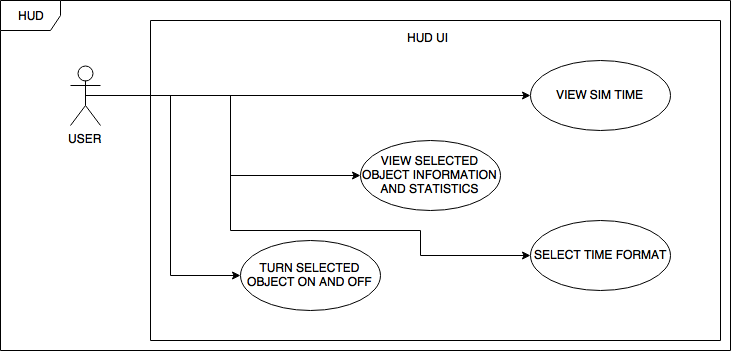 HUD
HUD UI
USER
VIEW SIM TIME
VIEW SELECTED
OBJECT INFORMATION
AND STATISTICS
SELECT TIME FORMAT
TURN SELECTED
OBJECT ON AND OFF